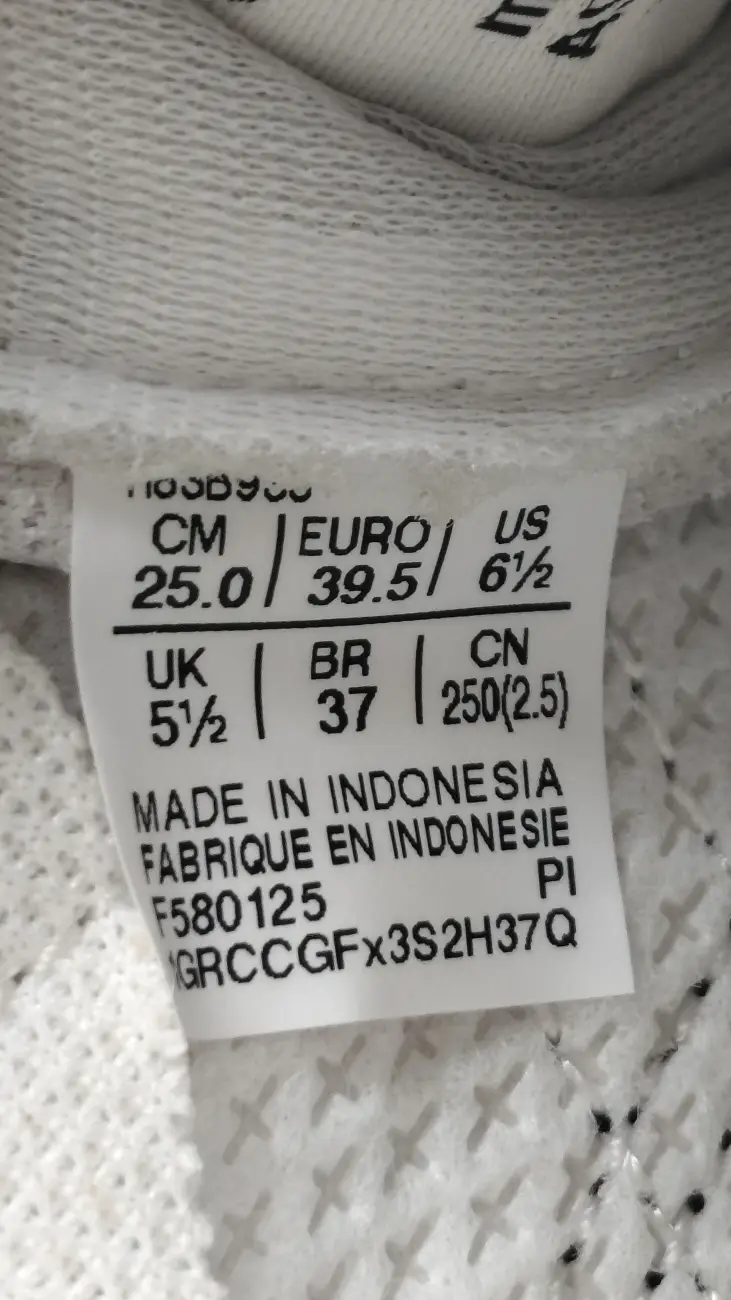 CM | EURO | US
25.0 | 39.5 | 6½
UK | BR | CN
5½ | 37 | 250(2.5)
MADE IN INDONESIA
FABRIQUE EN INDONESIE
PI
F580125
GRCCGFx3S2H37Q